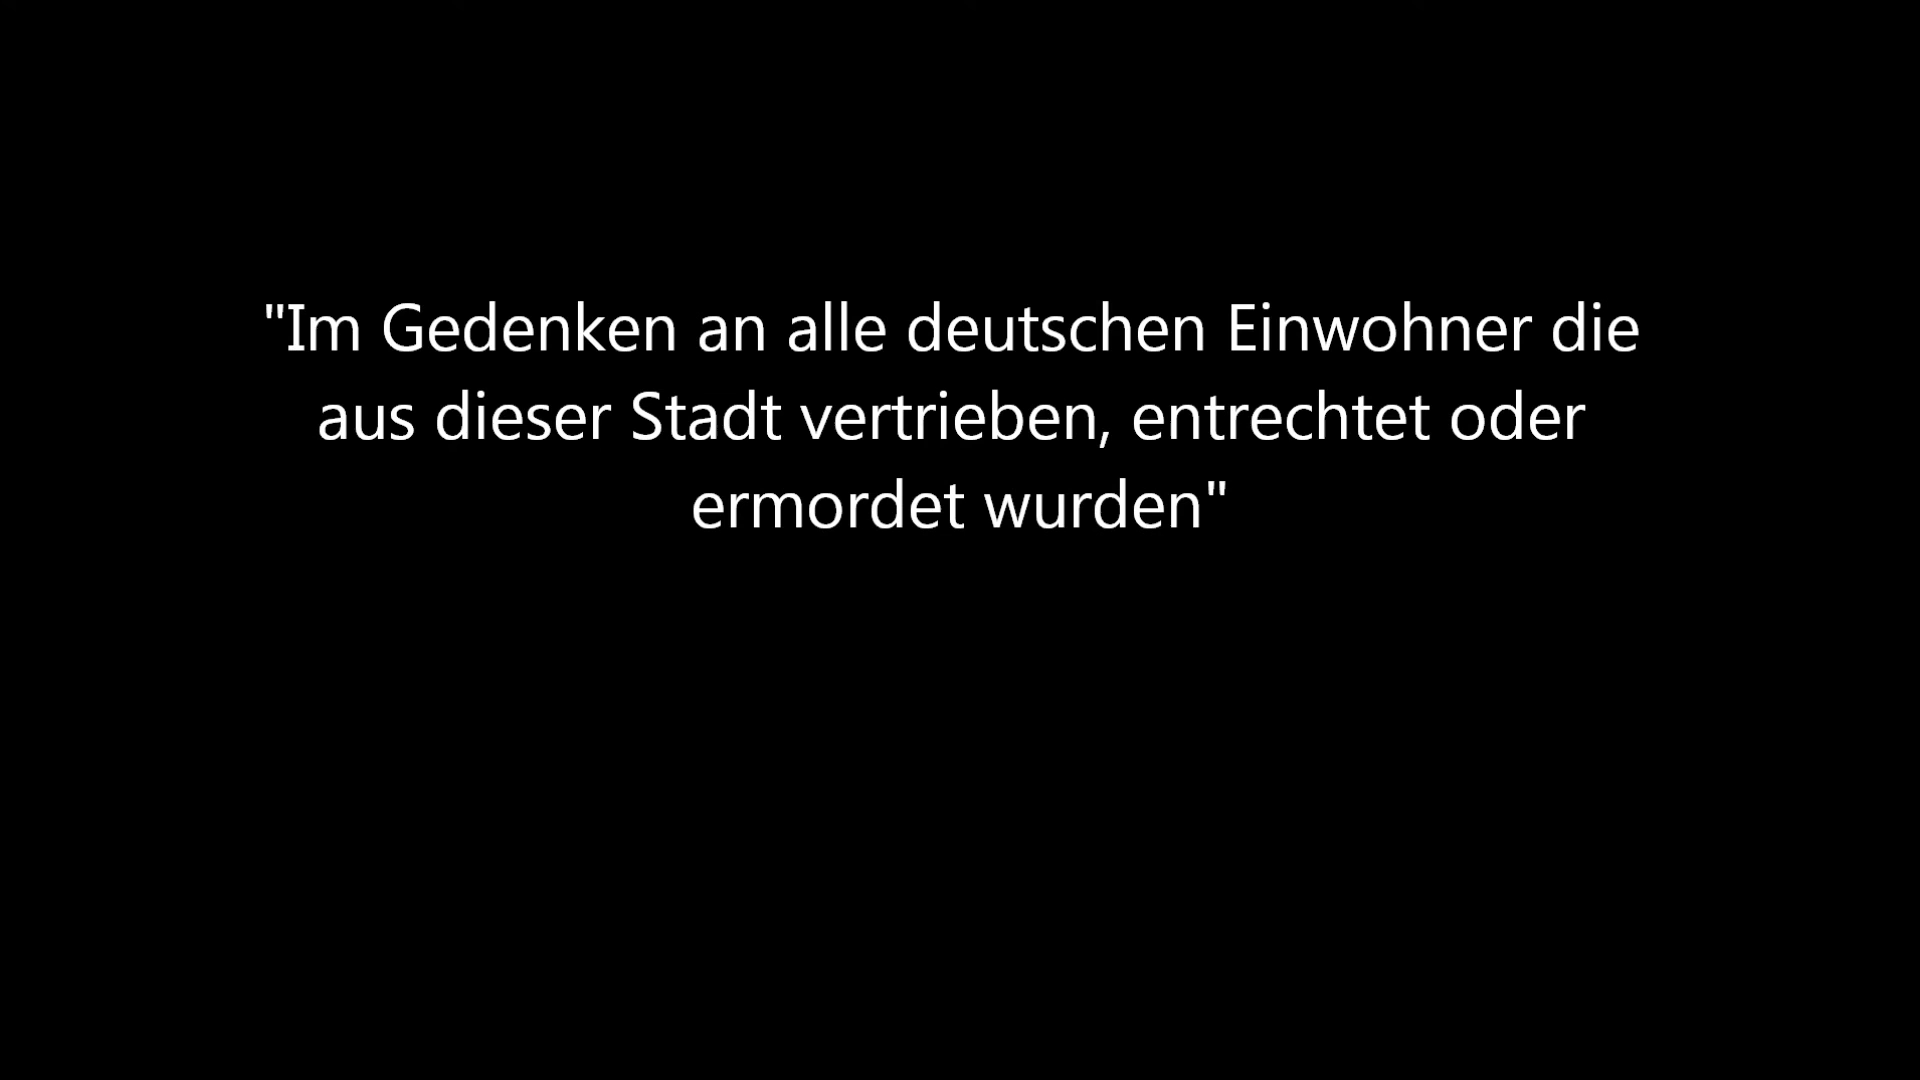 "Im Gedenken an alle deutschen Einwohner die
aus dieser Stadt vertrieben, entrechtet oder
ermordet wurden"